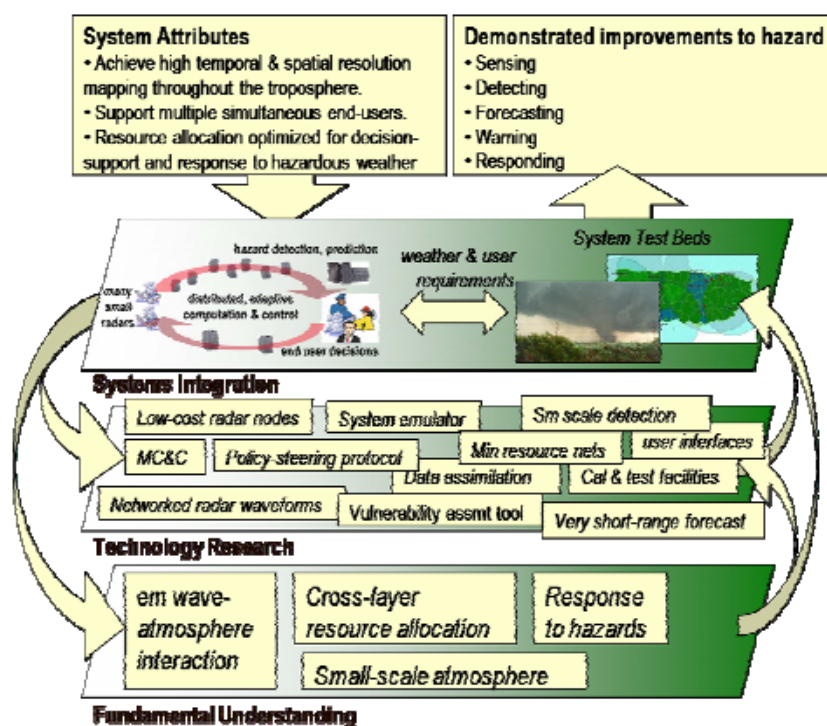 System Attributes
• Achieve high temporal & spatial resolution
mapping throughout the troposphere.
• Support multiple simultaneous end-users.
• Resource allocation optimized for decision-
support and response to hazardous weather
Demonstrated improvements to hazard
• Sensing
• Detecting
• Forecasting
• Warning
• Responding
System Test Beds
hazard detection, prediction
weather & user
requirements
many
small
radars
distributed, adaptive
computation & control
end user decisions
Systems Integration
Low-cost radar nodes
System emulator
Sm scale detection
MC&C
Policy-steering protocol
Min resource nets
user interfaces
Data assimilation
Cal & test facilities
Networked radar waveforms
Vulnerability assmt tool
Very short-range forecast
Technology Research
em wave-
atmosphere
interaction
Cross-layer
resource allocation
Response
to hazards
Small-scale atmosphere
Fundamental Understanding